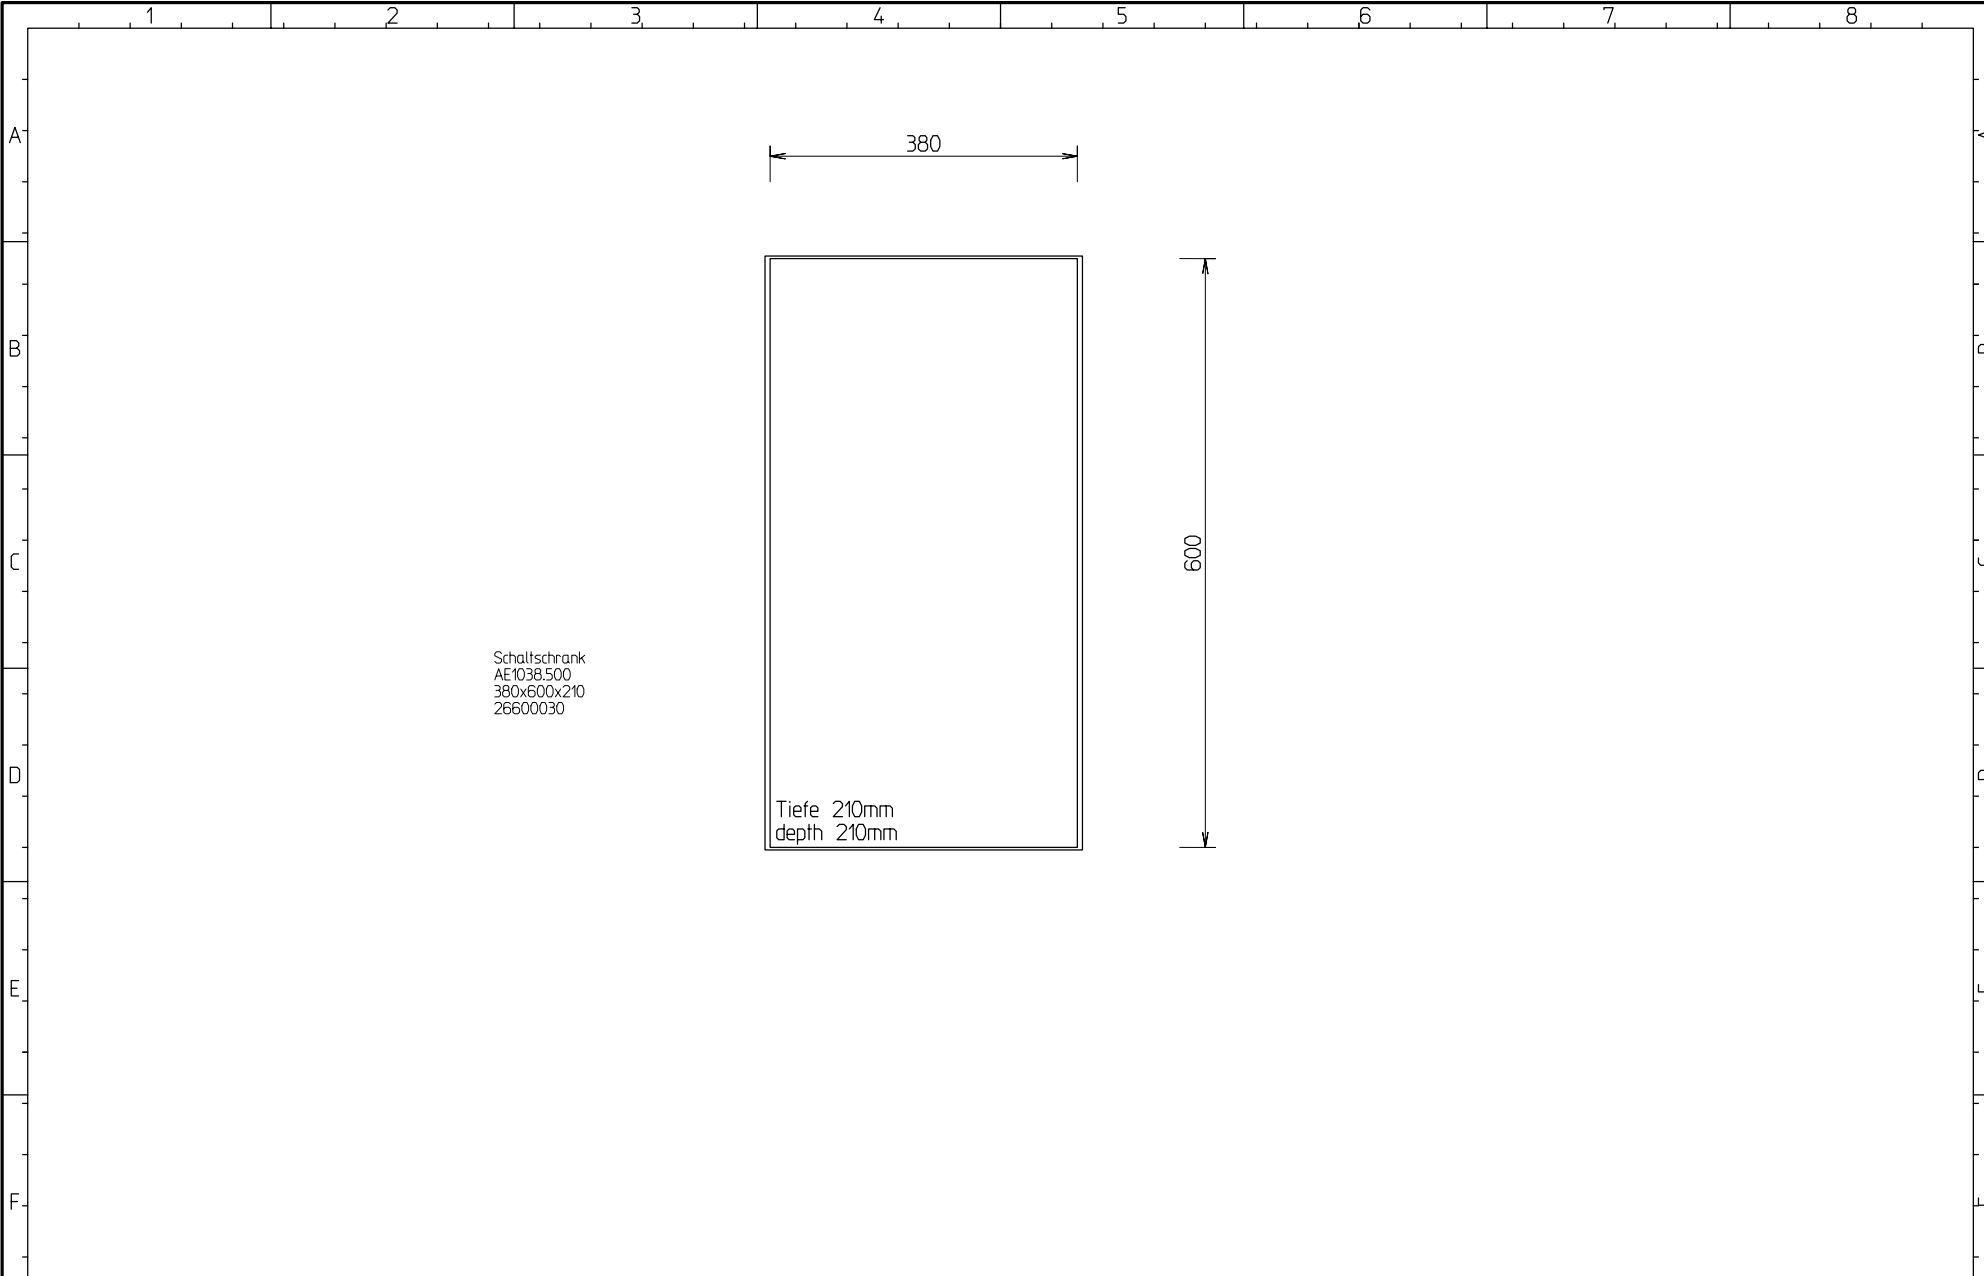 1 2 3 4 5 6 7 8
A
380
B
600
C
Schaltschrank
AE1038.500
380x600x210
26600030
D
Tiefe 210mm
depth 210mm
E
F